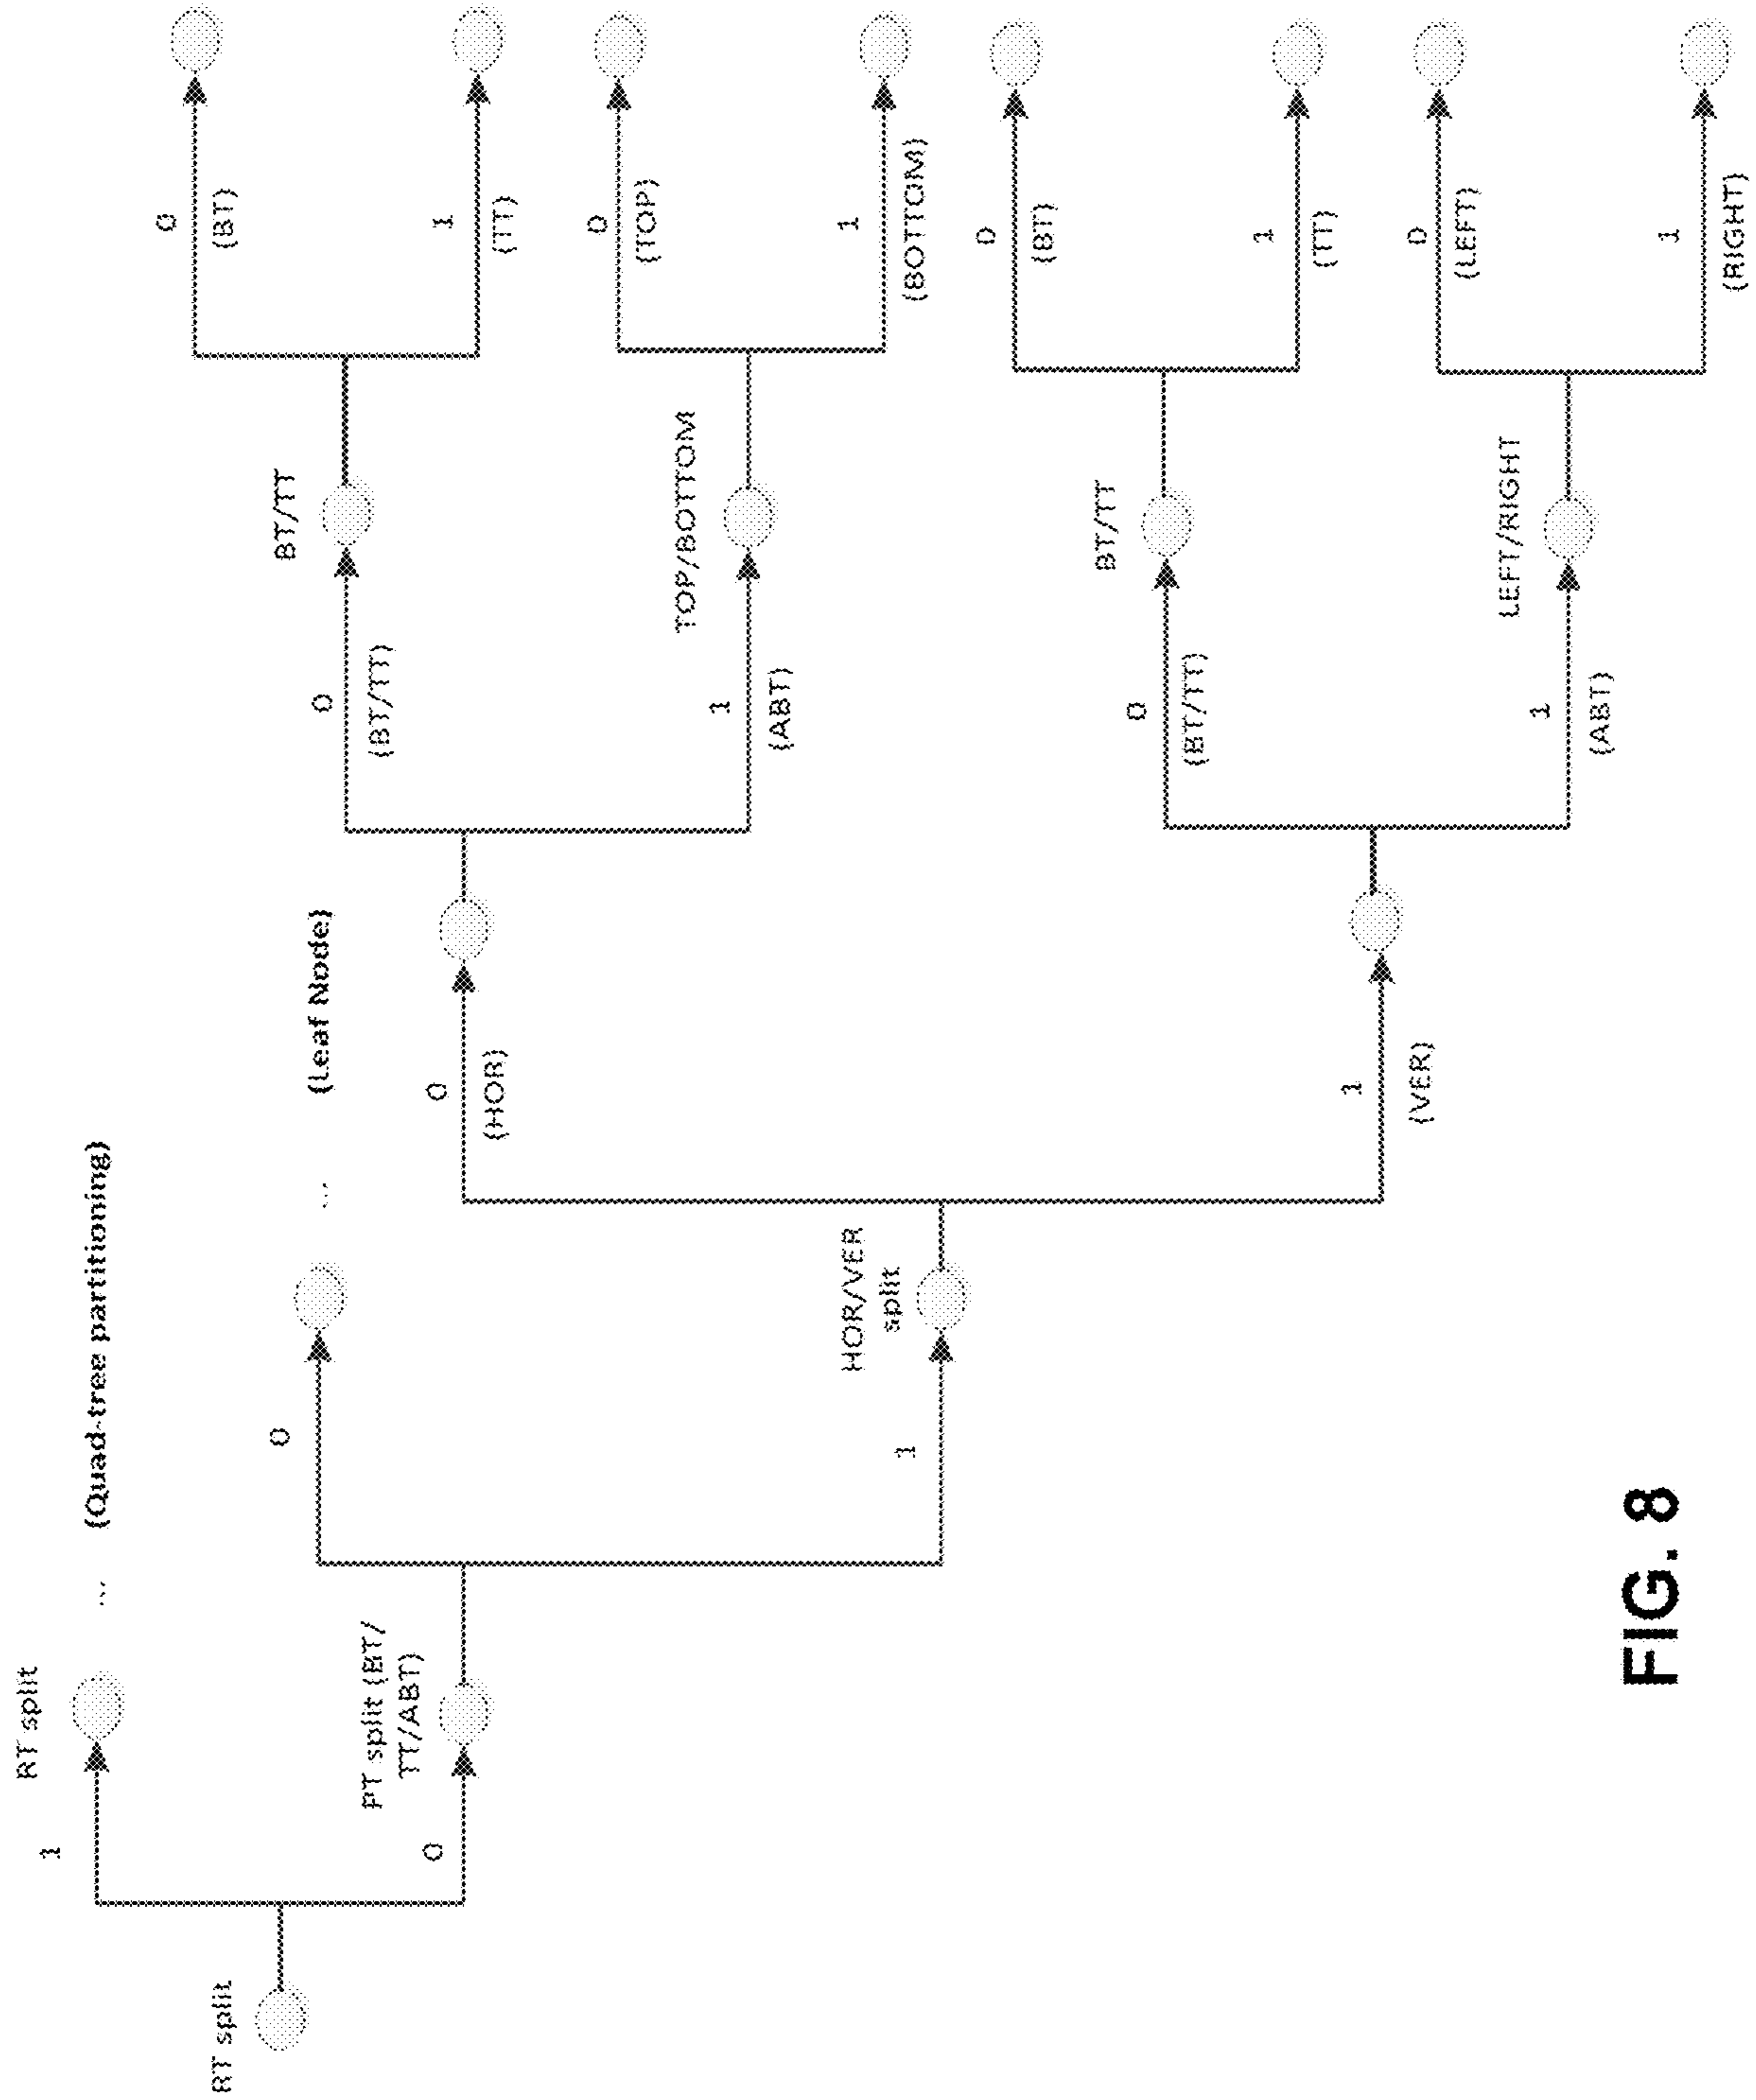 RT split
1
RT split
...
(Quad-tree partitioning)
0
PT split (BT/
TT/ABT)
0
...
(Leaf Node)
1
HOR/VER
split
0
(HOR)
1
(VER)
0
(BT/TT)
BT/TT
0
(BT)
1
(TT)
1
(ABT)
TOP/BOTTOM
0
(TOP)
1
(BOTTOM)
0
(BT/TT)
BT/TT
0
(BT)
1
(TT)
1
(ABT)
LEFT/RIGHT
0
(LEFT)
1
(RIGHT)
FIG. 8